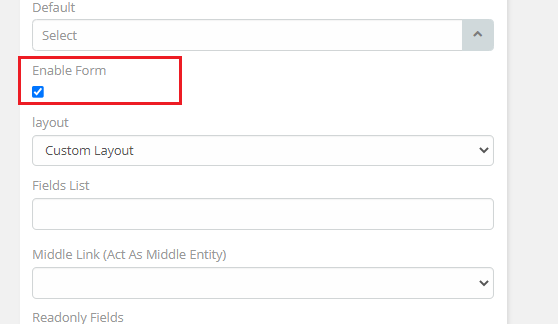 Default
Select
Enable Form
layout
Custom Layout
Fields List
Middle Link (Act As Middle Entity)
Readonly Fields